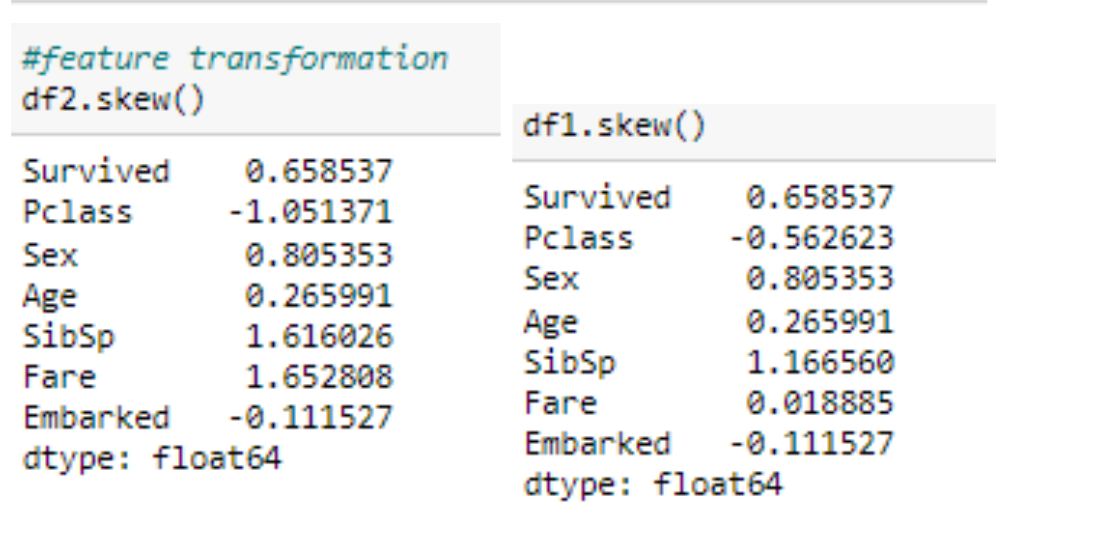 #feature transformation
df2.skew()
Survived 0.658537
Pclass -1.051371
Sex 0.805353
Age 0.265991
SibSp 1.616026
Fare 1.652808
Embarked -0.111527
dtype: float64
df1.skew()
Survived 0.658537
Pclass -0.562623
Sex 0.805353
Age 0.265991
SibSp 1.166560
Fare 0.018885
Embarked -0.111527
dtype: float64